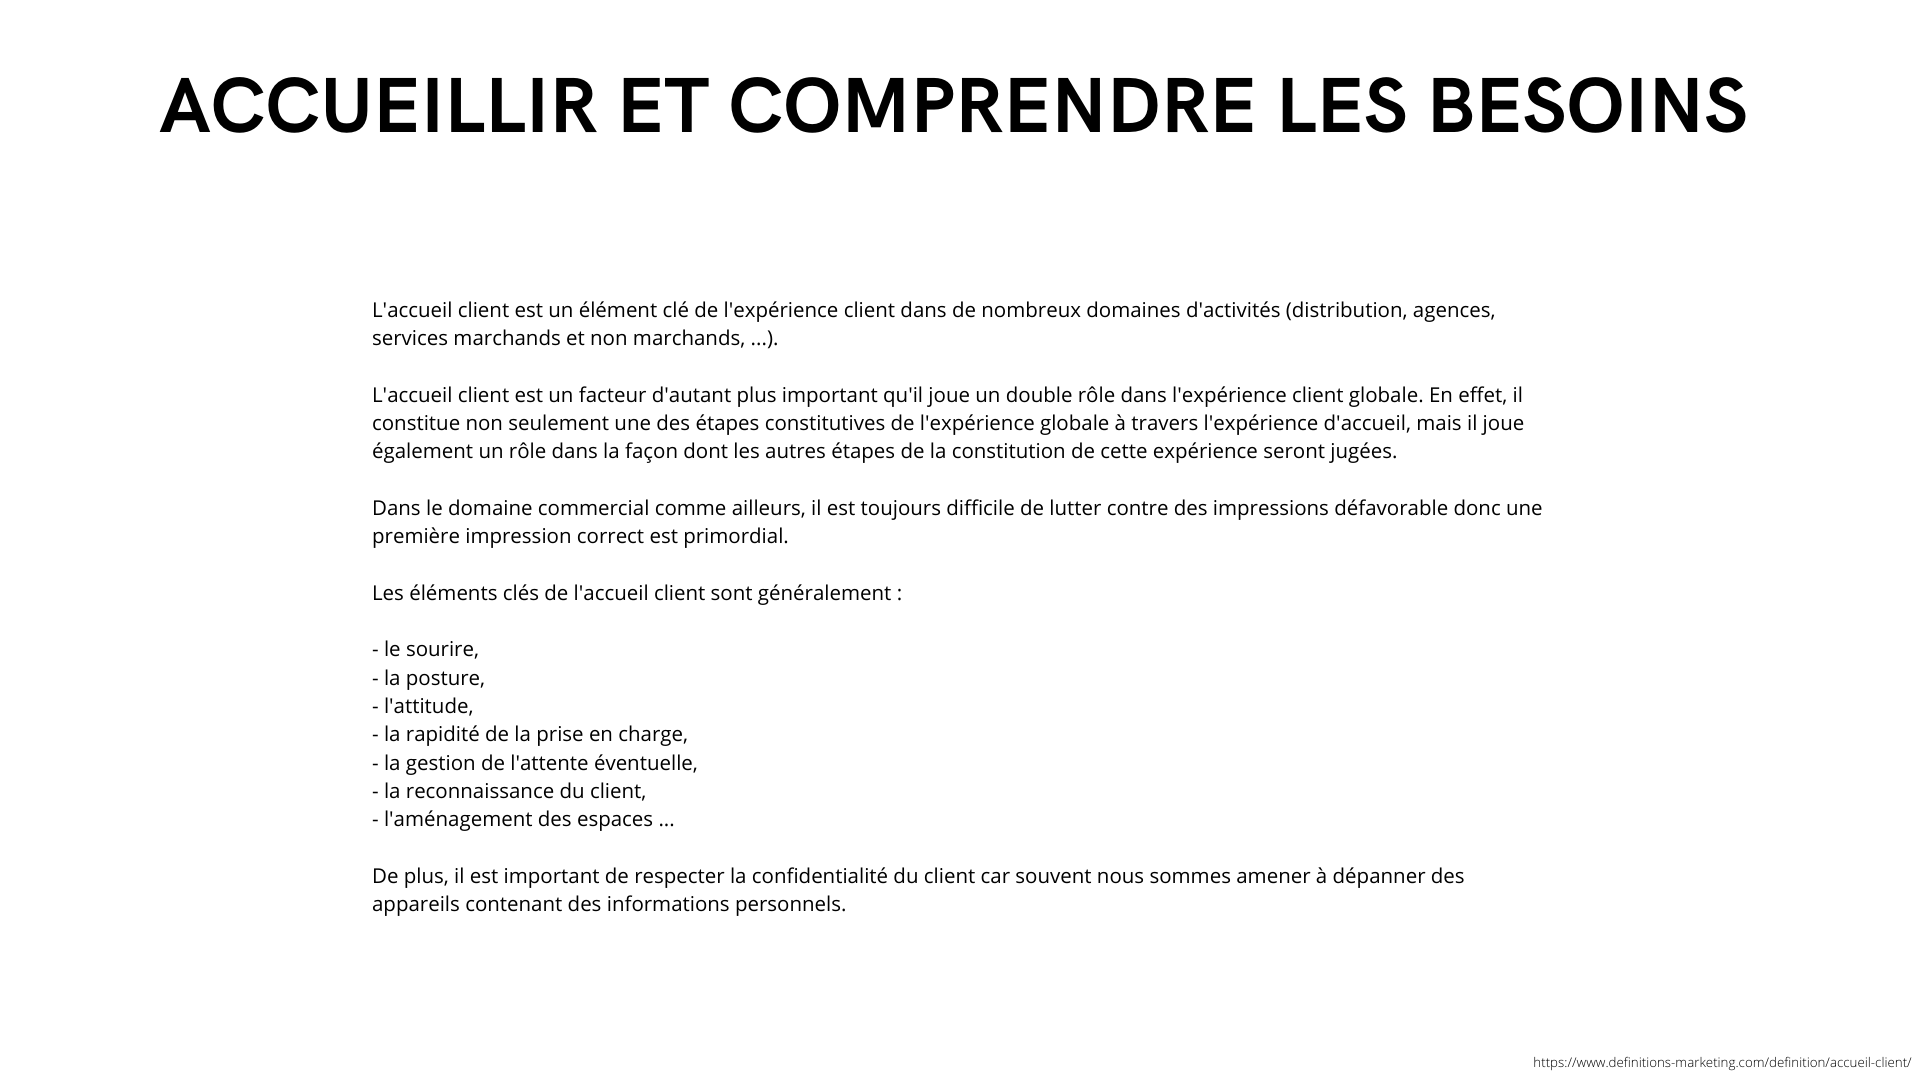 ACCUEILLIR ET COMPRENDRE LES BESOINS
L'accueil client est un élément clé de l'expérience client dans de nombreux domaines d'activités (distribution, agences,
services marchands et non marchands, ...).
L'accueil client est un facteur d'autant plus important qu'il joue un double rôle dans l'expérience client globale. En effet, il
constitue non seulement une des étapes constitutives de l'expérience globale à travers l'expérience d'accueil, mais il joue
également un rôle dans la façon dont les autres étapes de la constitution de cette expérience seront jugées.
Dans le domaine commercial comme ailleurs, il est toujours difficile de lutter contre des impressions défavorable donc une
première impression correct est primordial.
Les éléments clés de l'accueil client sont généralement :
- le sourire,
- la posture,
- l'attitude,
- la rapidité de la prise en charge,
- la gestion de l'attente éventuelle,
- la reconnaissance du client,
- l'aménagement des espaces ...
De plus, il est important de respecter la confidentialité du client car souvent nous sommes amener à dépanner des
appareils contenant des informations personnels.
https://www.definitions-marketing.com/definition/accueil-client/